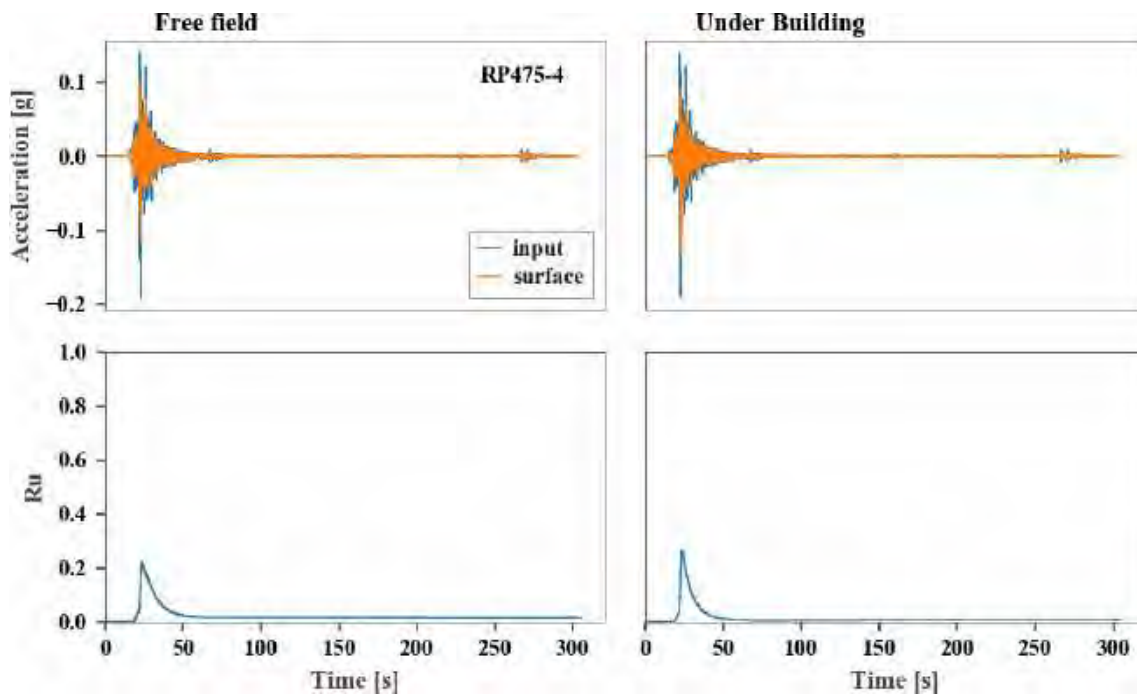 Free field
Under Building
Acceleration [g]
0.1
0.0
−0.1
−0.2
RP475-4
input
surface
Ru
1.0
0.8
0.6
0.4
0.2
0.0
0 50 100 150 200 250 300
0 50 100 150 200 250 300
Time [s]
Time [s]